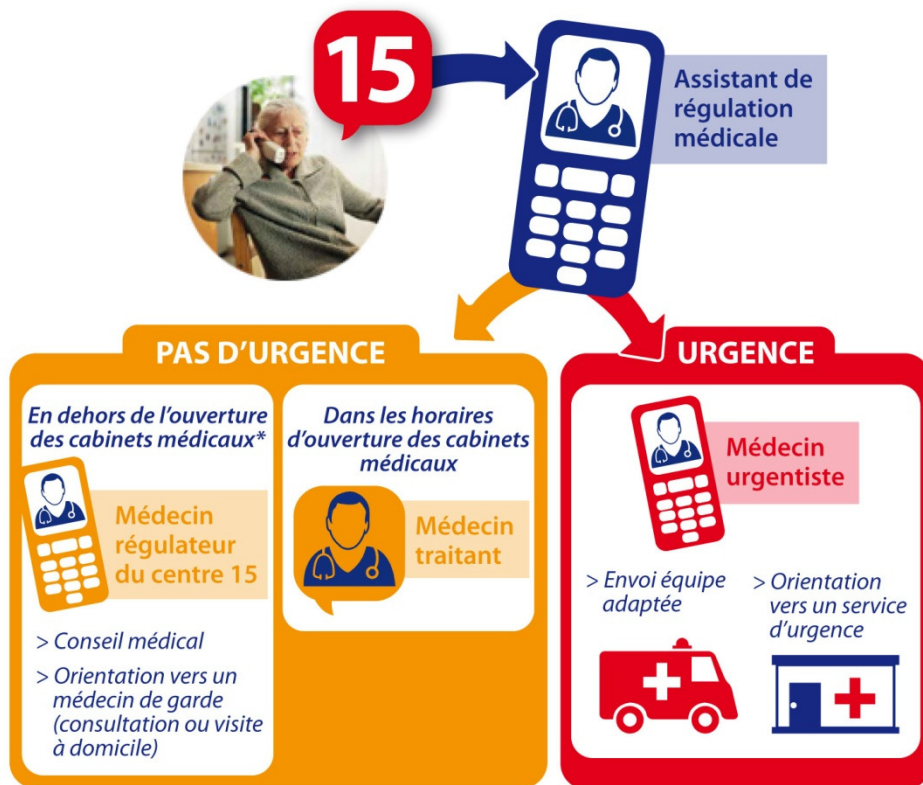 15
Assistant de
régulation
médicale
PAS D'URGENCE
En dehors de l'ouverture
des cabinets médicaux*
Médecin
régulateur
du centre 15
> Conseil médical
> Orientation vers un
médecin de garde
(consultation ou visite
à domicile)
Dans les horaires
d'ouverture des cabinets
médicaux
Médecin
traitant
URGENCE
Médecin
urgentiste
> Envoi équipe
adaptée
> Orientation
vers un service
d'urgence